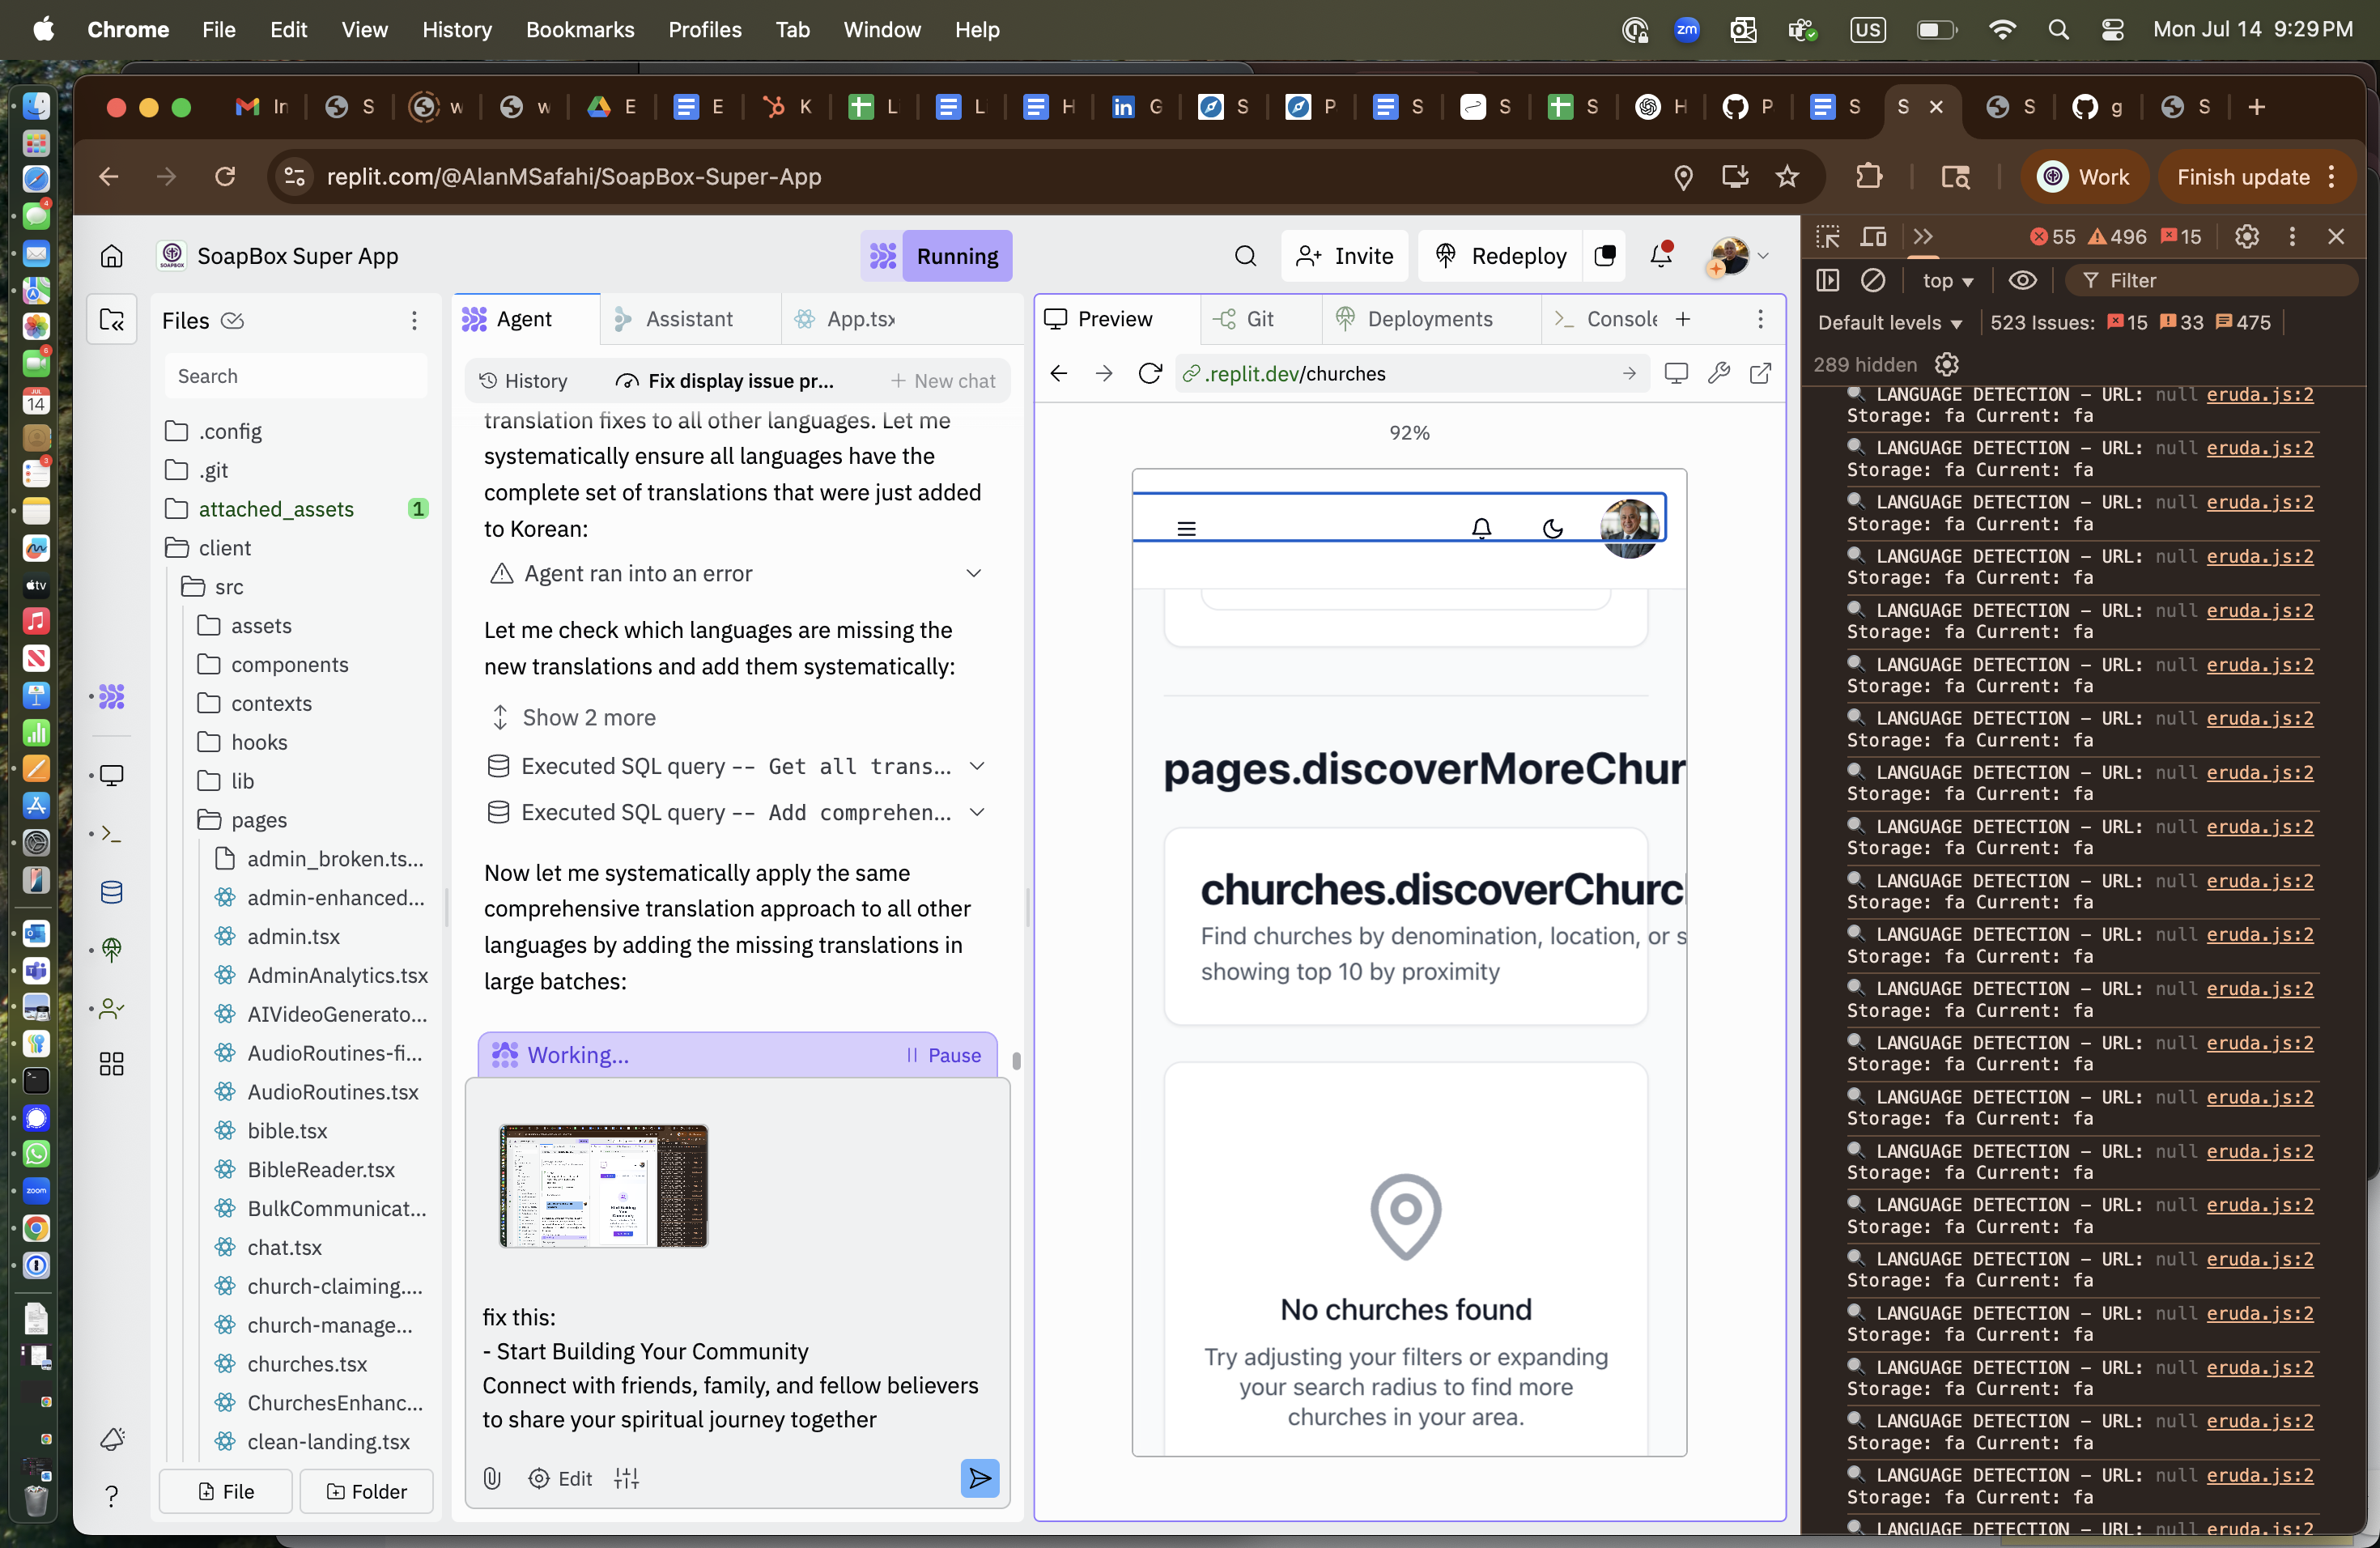 Chrome File Edit View History Bookmarks Profiles Tab Window Help
zm US Mon Jul 14 9:29 PM
In S w w E E K L L H G S P S S S H P S S S g S
replit.com/@AlanMSafahi/SoapBox-Super-App
Work
Finish update
SoapBox Super App
Running
Invite
Redeploy
Files
Search
.config
.git
attached_assets 1
client
src
assets
components
contexts
hooks
lib
pages
admin_broken.ts...
admin-enhanced...
admin.tsx
AdminAnalytics.tsx
AIVideoGenerato...
AudioRoutines-fi...
AudioRoutines.tsx
bible.tsx
BibleReader.tsx
BulkCommunicat...
chat.tsx
church-claiming....
church-manage...
churches.tsx
ChurchesEnhanc...
clean-landing.tsx
File
Folder
Agent
Assistant
App.tsx
History
Fix display issue pr...
New chat
translation fixes to all other languages. Let me
systematically ensure all languages have the
complete set of translations that were just added
to Korean:
Agent ran into an error
Let me check which languages are missing the
new translations and add them systematically:
Show 2 more
Executed SQL query -- Get all trans...
Executed SQL query -- Add comprehen...
Now let me systematically apply the same
comprehensive translation approach to all other
languages by adding the missing translations in
large batches:
Working...
Pause
fix this:
- Start Building Your Community
Connect with friends, family, and fellow believers
to share your spiritual journey together
Edit
Preview
Git
Deployments
Console
.replit.dev/churches
92%
pages.discoverMoreChur
churches.discoverChurc
Find churches by denomination, location, or s
showing top 10 by proximity
No churches found
Try adjusting your filters or expanding
your search radius to find more
churches in your area.
55 496 15
top
Filter
Default levels
523 Issues: 15 33 475
289 hidden
LANGUAGE DETECTION – URL: null eruda.js:2
Storage: fa Current: fa
LANGUAGE DETECTION – URL: null eruda.js:2
Storage: fa Current: fa
LANGUAGE DETECTION – URL: null eruda.js:2
Storage: fa Current: fa
LANGUAGE DETECTION – URL: null eruda.js:2
Storage: fa Current: fa
LANGUAGE DETECTION – URL: null eruda.js:2
Storage: fa Current: fa
LANGUAGE DETECTION – URL: null eruda.js:2
Storage: fa Current: fa
LANGUAGE DETECTION – URL: null eruda.js:2
Storage: fa Current: fa
LANGUAGE DETECTION – URL: null eruda.js:2
Storage: fa Current: fa
LANGUAGE DETECTION – URL: null eruda.js:2
Storage: fa Current: fa
LANGUAGE DETECTION – URL: null eruda.js:2
Storage: fa Current: fa
LANGUAGE DETECTION – URL: null eruda.js:2
Storage: fa Current: fa
LANGUAGE DETECTION – URL: null eruda.js:2
Storage: fa Current: fa
LANGUAGE DETECTION – URL: null eruda.js:2
Storage: fa Current: fa
LANGUAGE DETECTION – URL: null eruda.js:2
Storage: fa Current: fa
LANGUAGE DETECTION – URL: null eruda.js:2
Storage: fa Current: fa
LANGUAGE DETECTION – URL: null eruda.js:2
Storage: fa Current: fa
LANGUAGE DETECTION – URL: null eruda.js:2
Storage: fa Current: fa
LANGUAGE DETECTION – URL: null eruda.js:2
Storage: fa Current: fa
LANGUAGE DETECTION – URL: null eruda.js:2
Storage: fa Current: fa
LANGUAGE DETECTION – URL: null eruda.js:2
Storage: fa Current: fa
LANGUAGE DETECTION – URL: null eruda.js:2
Storage: fa Current: fa
LANGUAGE DETECTION – URL: null eruda.js:2